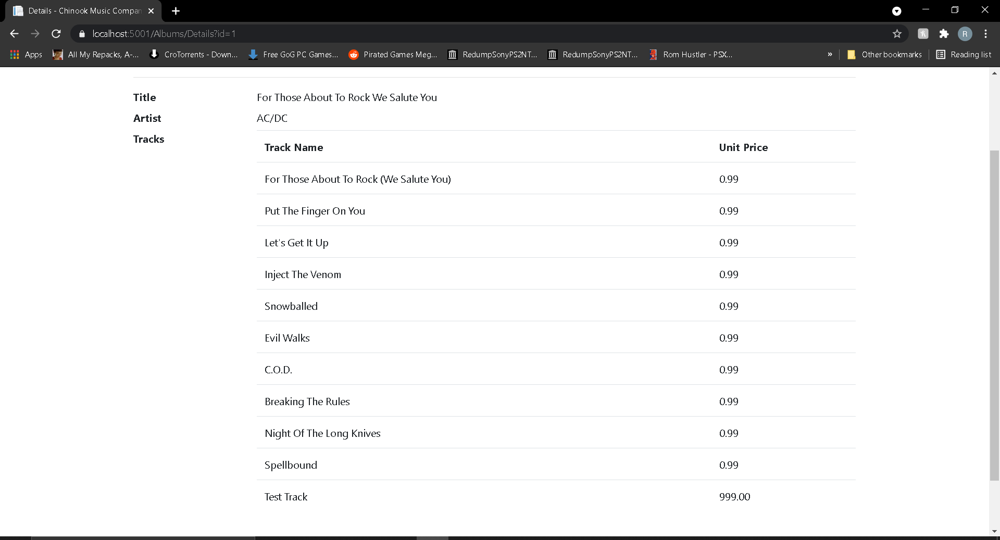 Details - Chinook Music Compan
localhost:5001/Albums/Details?id=1
R
Apps All My Repacks, A-... CroTorrents - Down... Free GoG PC Games... Pirated Games Meg... RedumpSonyPS2NT... RedumpSonyPS2NT... Rom Hustler - PSX... » Other bookmarks Reading list
Title For Those About To Rock We Salute You
Artist AC/DC
Tracks
Track Name Unit Price
For Those About To Rock (We Salute You) 0.99
Put The Finger On You 0.99
Let's Get It Up 0.99
Inject The Venom 0.99
Snowballed 0.99
Evil Walks 0.99
C.O.D. 0.99
Breaking The Rules 0.99
Night Of The Long Knives 0.99
Spellbound 0.99
Test Track 999.00